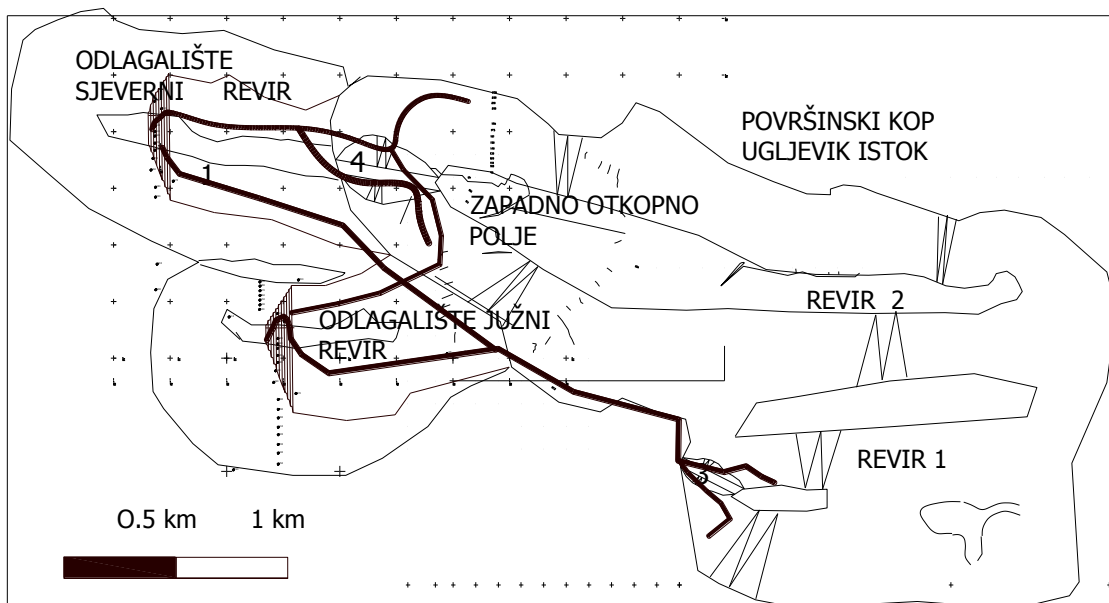 ODLAGALIŠTE
SJEVERNI REVIR
POVRŠINSKI KOP
UGLJEVIK ISTOK
1
4
ZAPADNO OTKOPNO
POLJE
REVIR 2
ODLAGALIŠTE JUŽNI
REVIR
REVIR 1
3
O.5 km 1 km